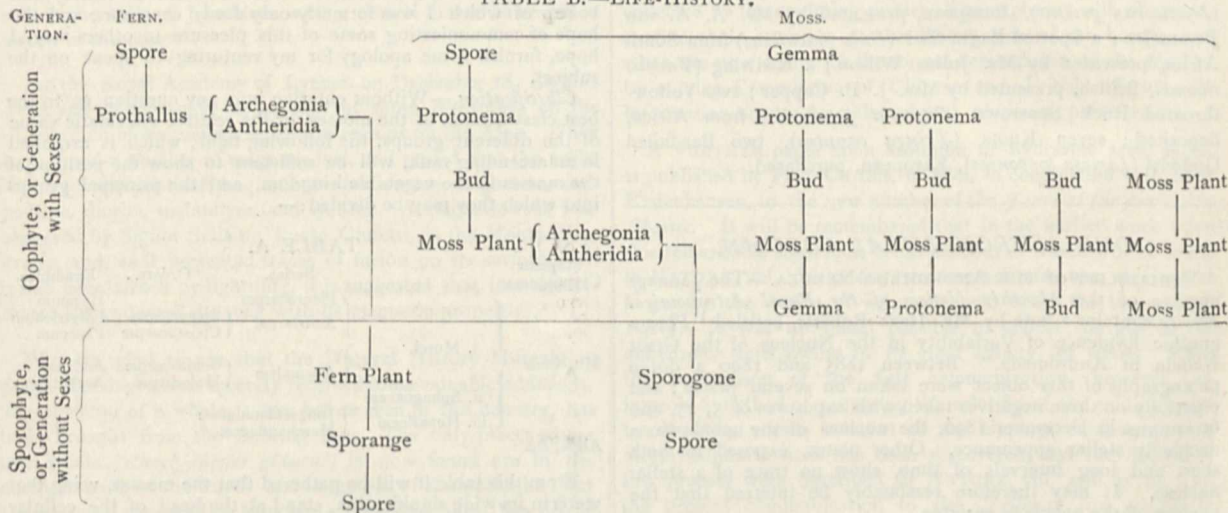 TABLE B.—LIFE-HISTORY.
GENERA- FERN. Moss.
TION.
Spore Spore Gemma
Prothallus { Archegonia Protonema Protonema Protonema
Antheridia
Bud Bud Bud Bud Moss Plant
Moss Plant { Archegonia Moss Plant Moss Plant Moss Plant Moss Plant
Antheridia
Gemma Protonema Bud Moss Plant
Oophyte, or Generation
with Sexes
Fern Plant Sporogone
Sporange Spore
Spore
Sporophyte,
or Generation
without Sexes